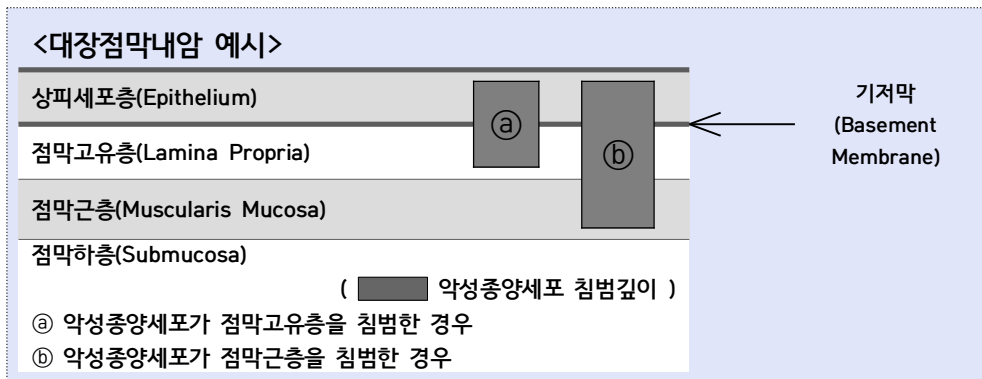 <대장점막내암 예시>
상피세포층(Epithelium)
ⓐ
기저막
(Basement
Membrane)
점막고유층(Lamina Propria)
ⓑ
점막근층(Muscularis Mucosa)
점막하층(Submucosa)
( 악성종양세포 침범깊이 )
ⓐ 악성종양세포가 점막고유층을 침범한 경우
ⓑ 악성종양세포가 점막근층을 침범한 경우